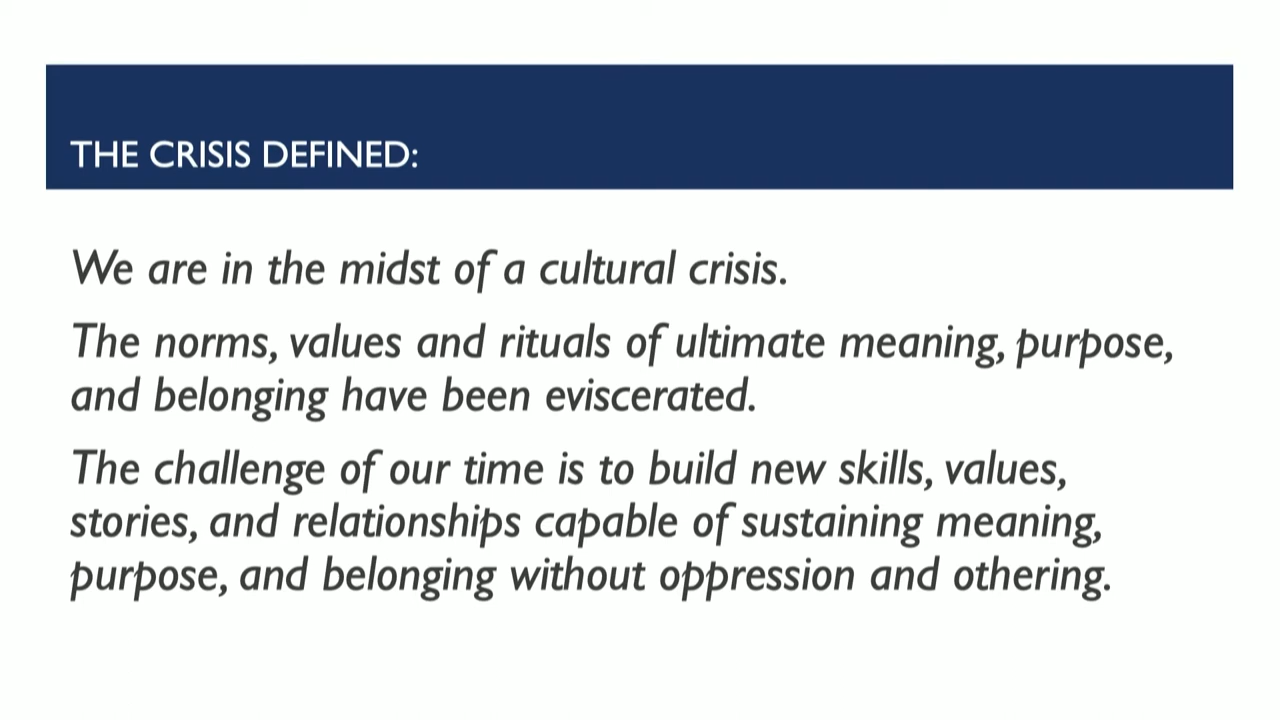 THE CRISIS DEFINED:
We are in the midst of a cultural crisis.
The norms, values and rituals of ultimate meaning, purpose,
and belonging have been eviscerated.
The challenge of our time is to build new skills, values,
stories, and relationships capable of sustaining meaning,
purpose, and belonging without oppression and othering.